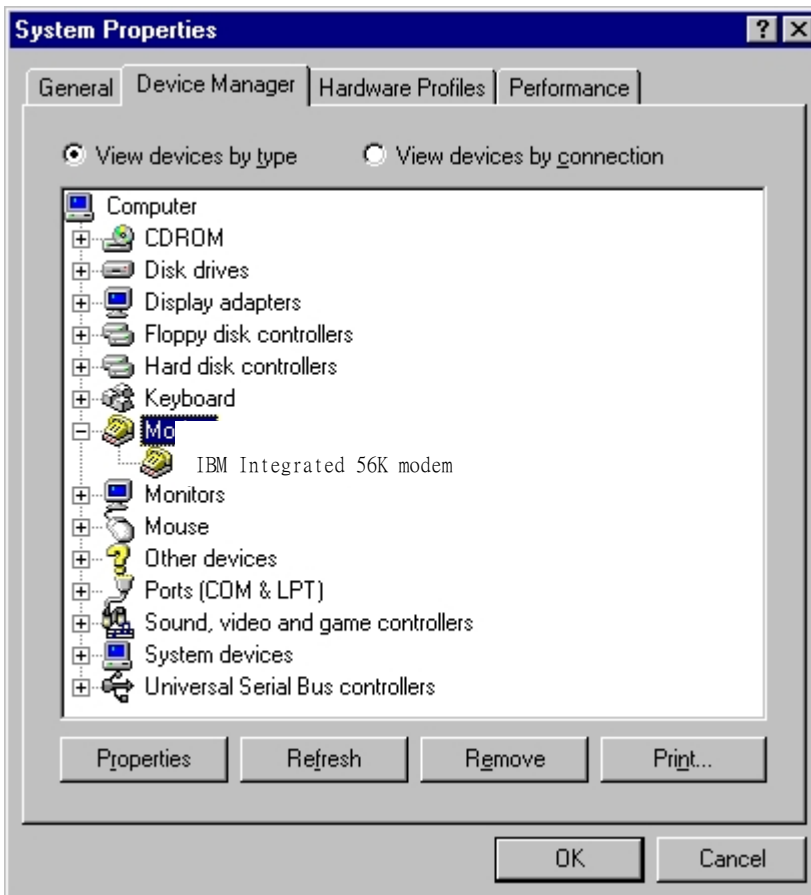 System Properties
General Device Manager Hardware Profiles Performance
View devices by type View devices by connection
Computer
CDROM
Disk drives
Display adapters
Floppy disk controllers
Hard disk controllers
Keyboard
Mo
IBM Integrated 56K modem
Monitors
Mouse
Other devices
Ports (COM & LPT)
Sound, video and game controllers
System devices
Universal Serial Bus controllers
Properties Refresh Remove Print...
OK Cancel